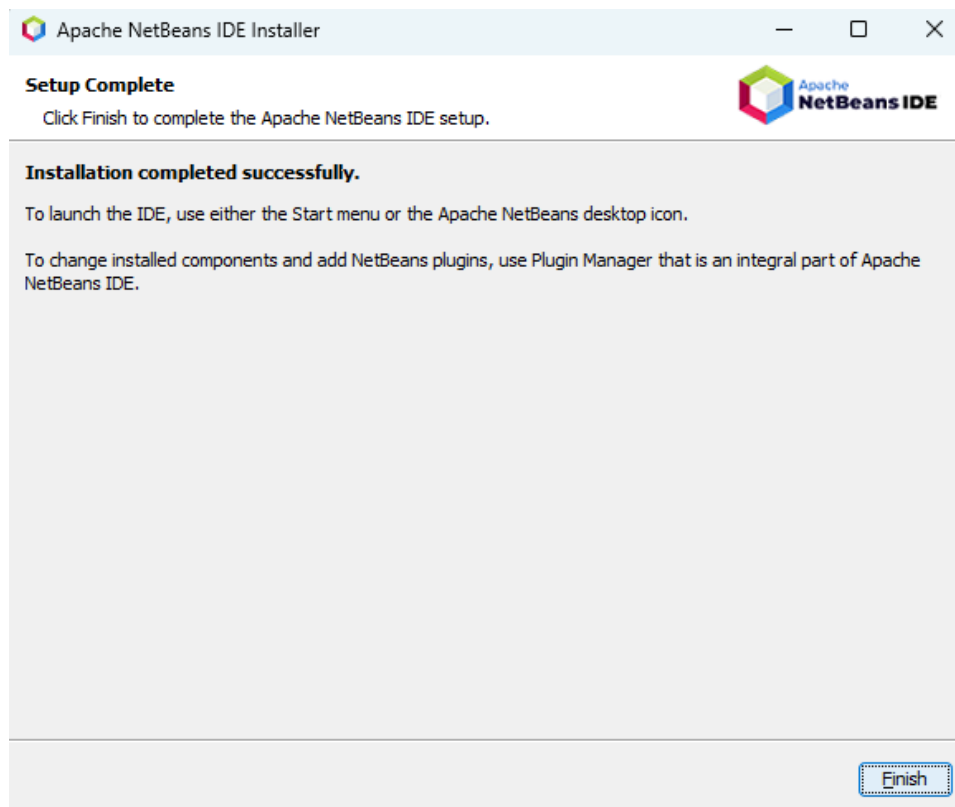 Apache NetBeans IDE Installer
Setup Complete
Click Finish to complete the Apache NetBeans IDE setup.
Apache
NetBeans IDE
Installation completed successfully.
To launch the IDE, use either the Start menu or the Apache NetBeans desktop icon.
To change installed components and add NetBeans plugins, use Plugin Manager that is an integral part of Apache
NetBeans IDE.
Finish